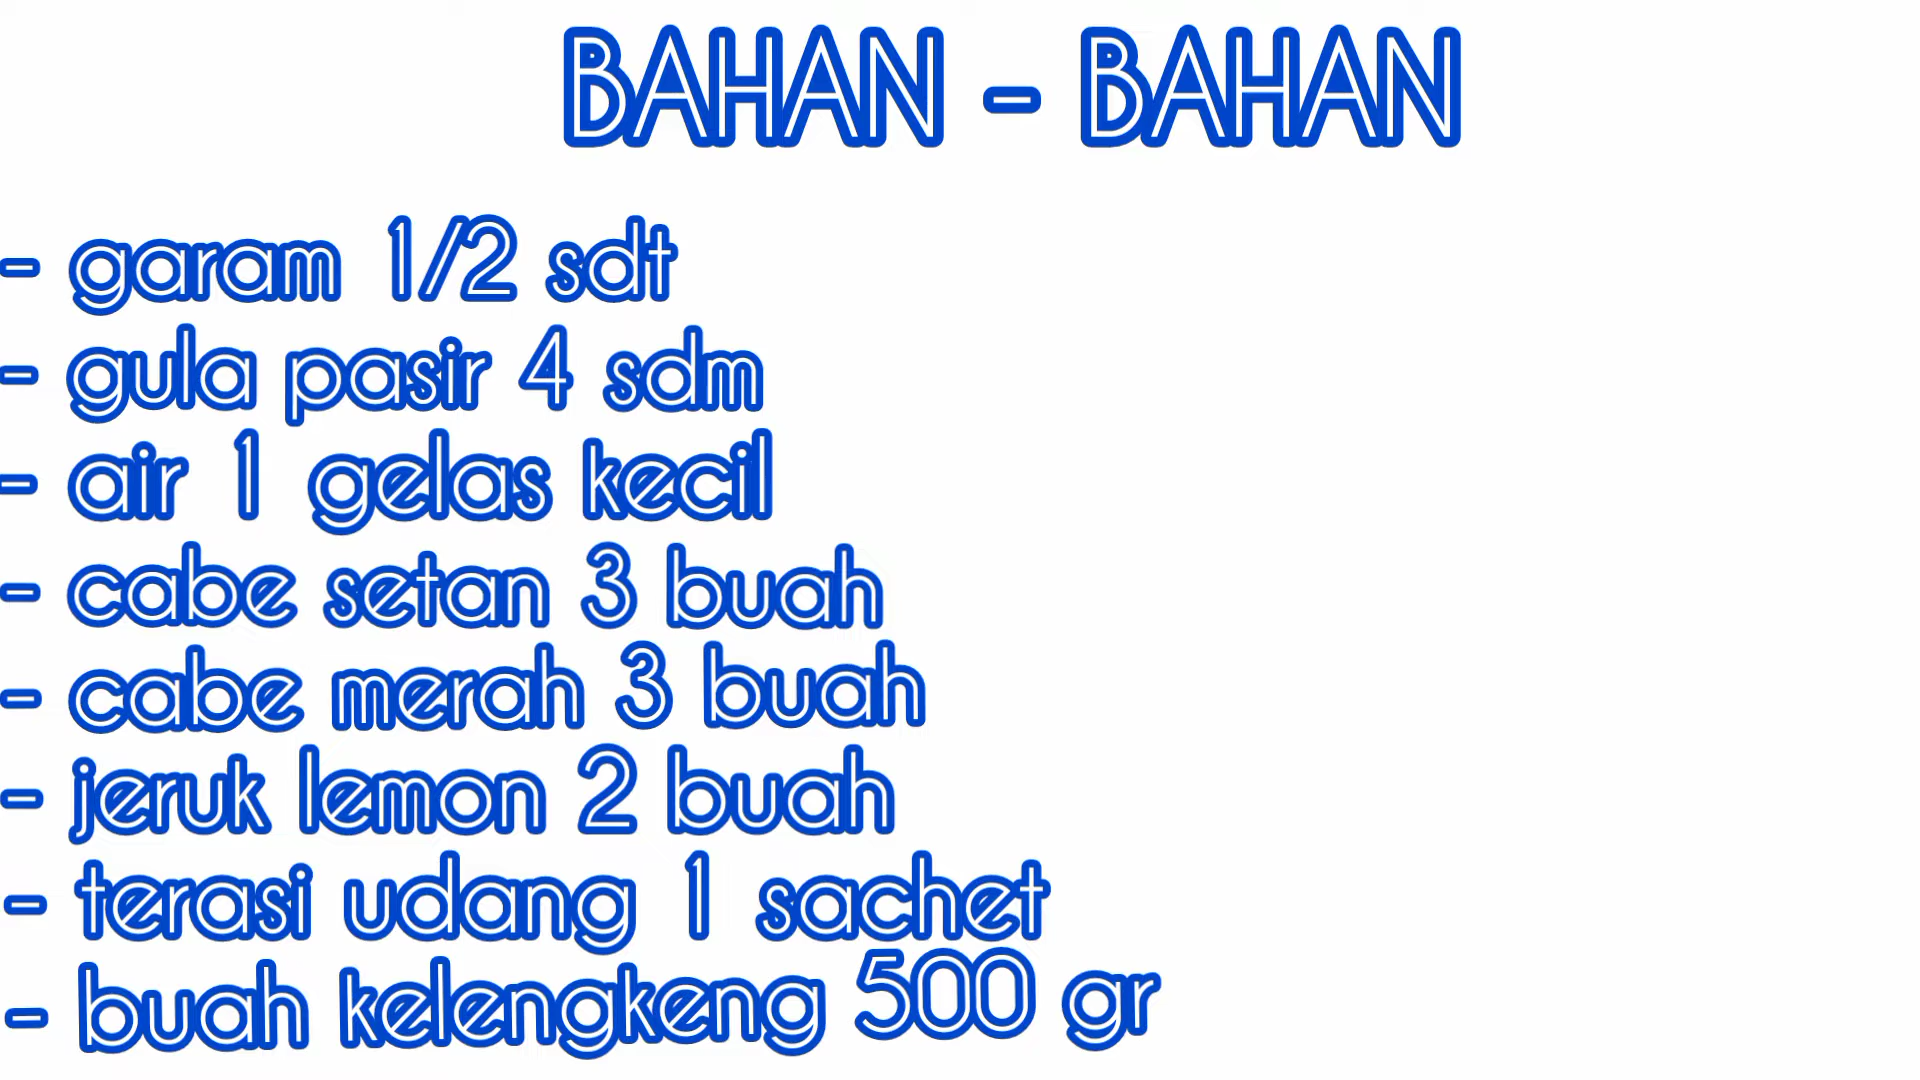 BAHAN - BAHAN
- garam 1/2 sdt
- gula pasir 4 sdm
- air 1 gelas kecil
- cabe setan 3 buah
- cabe merah 3 buah
- jeruk lemon 2 buah
- terasi udang 1 sachet
- buah kelengkeng 500 gr